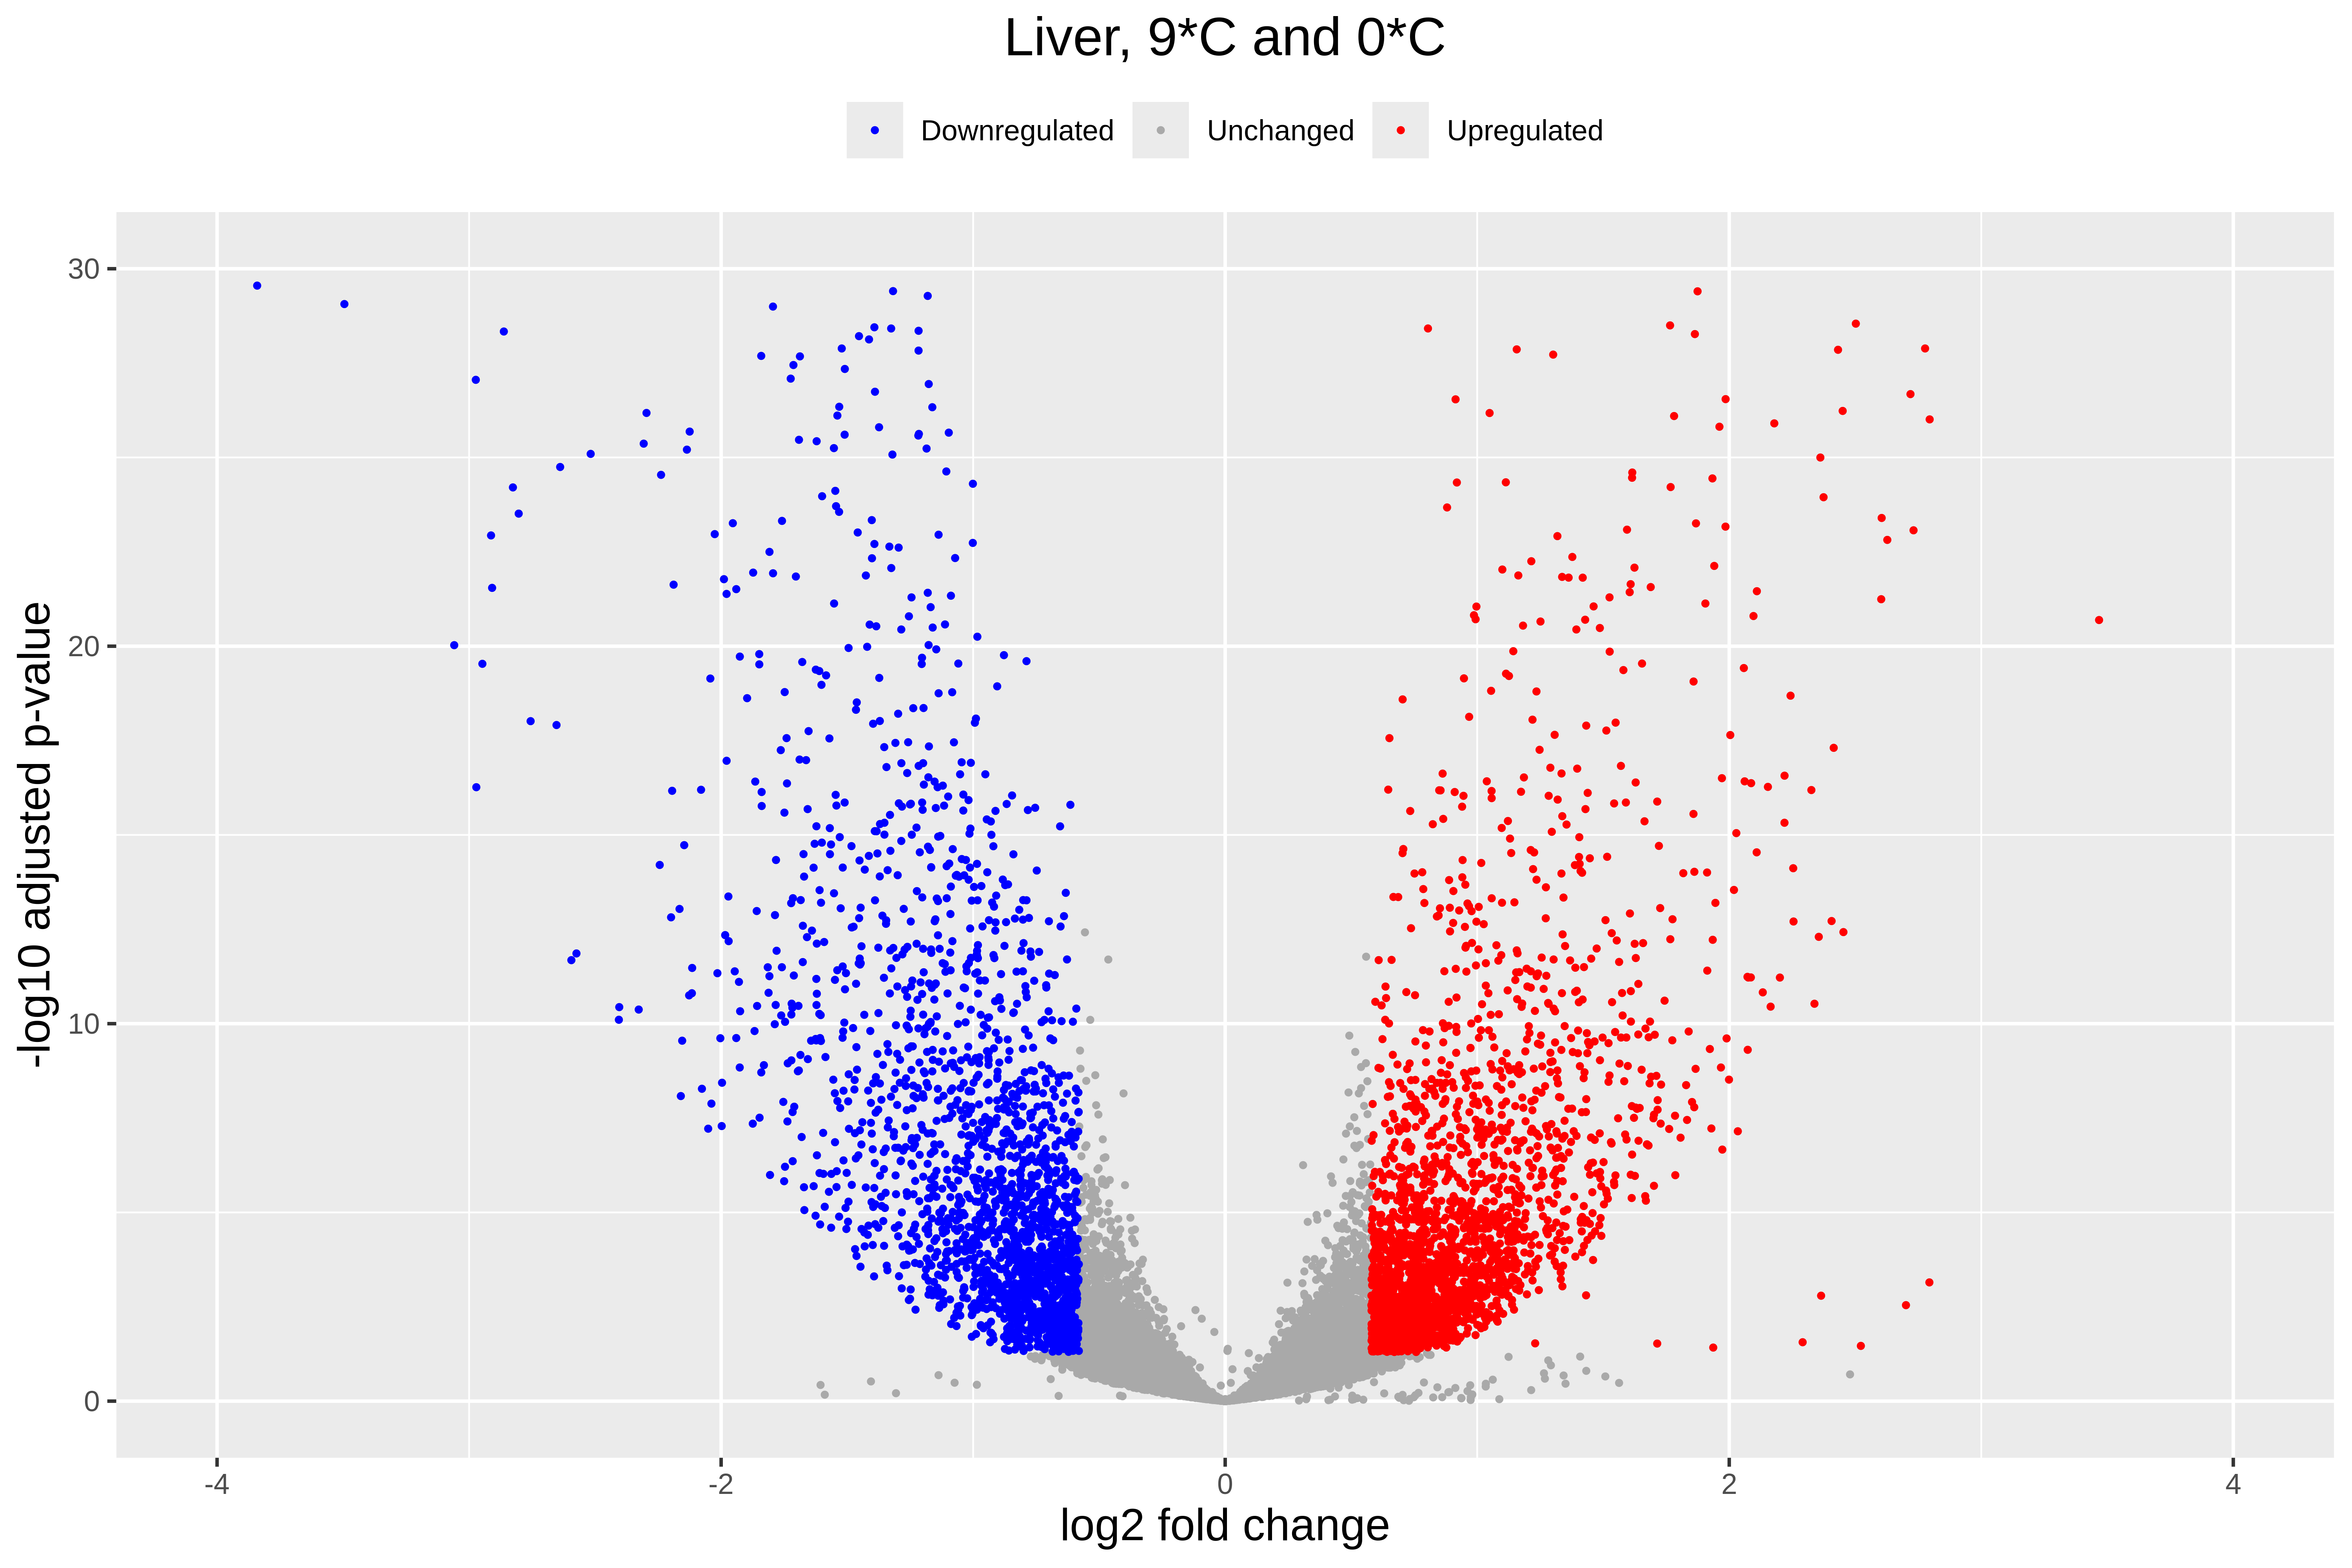 Liver, 9*C and 0*C
Downregulated Unchanged Upregulated
30
20
10
0
-log10 adjusted p-value
-4 -2 0 2 4
log2 fold change